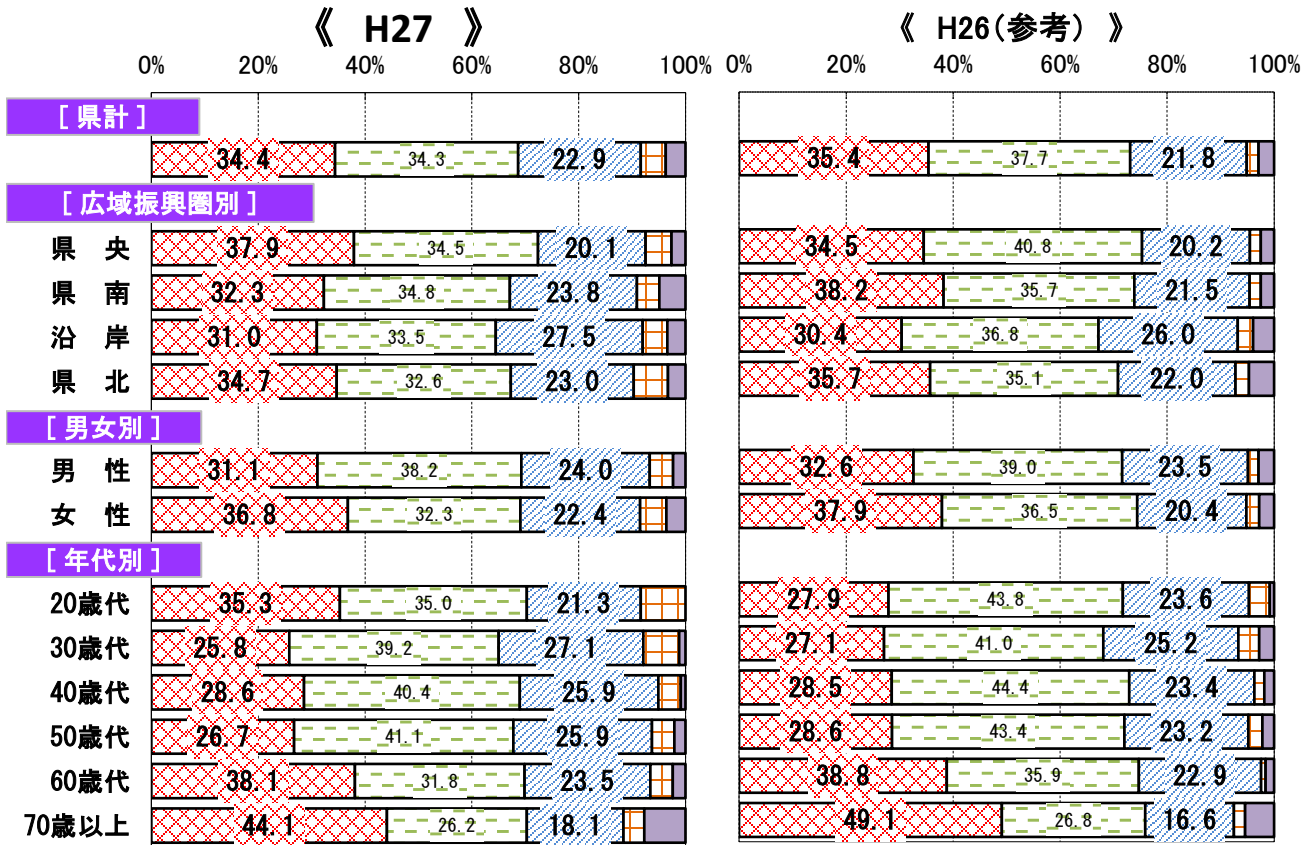 《 H27 》 《 H26(参考) 》
0% 20% 40% 60% 80% 100% 0% 20% 40% 60% 80% 100%
[ 県計 ]
34.4 34.3 22.9 35.4 37.7 21.8
[ 広域振興圏別 ]
県 央 37.9 34.5 20.1 34.5 40.8 20.2
県 南 32.3 34.8 23.8 38.2 35.7 21.5
沿 岸 31.0 33.5 27.5 30.4 36.8 26.0
県 北 34.7 32.6 23.0 35.7 35.1 22.0
[ 男女別 ]
男 性 31.1 38.2 24.0 32.6 39.0 23.5
女 性 36.8 32.3 22.4 37.9 36.5 20.4
[ 年代別 ]
20歳代 35.3 35.0 21.3 27.9 43.8 23.6
30歳代 25.8 39.2 27.1 27.1 41.0 25.2
40歳代 28.6 40.4 25.9 28.5 44.4 23.4
50歳代 26.7 41.1 25.9 28.6 43.4 23.2
60歳代 38.1 31.8 23.5 38.8 35.9 22.9
70歳以上 44.1 26.2 18.1 49.1 26.8 16.6